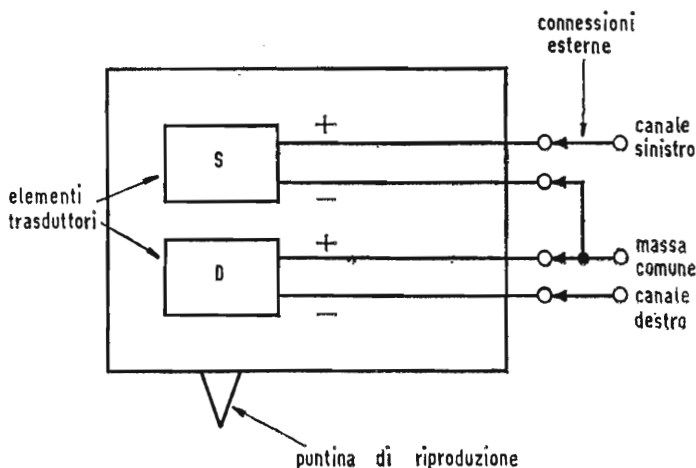 connessioni
esterne
+
S
canale
sinistro
−
elementi
trasduttori
+
D
massa
comune
−
canale
destro
puntina di riproduzione